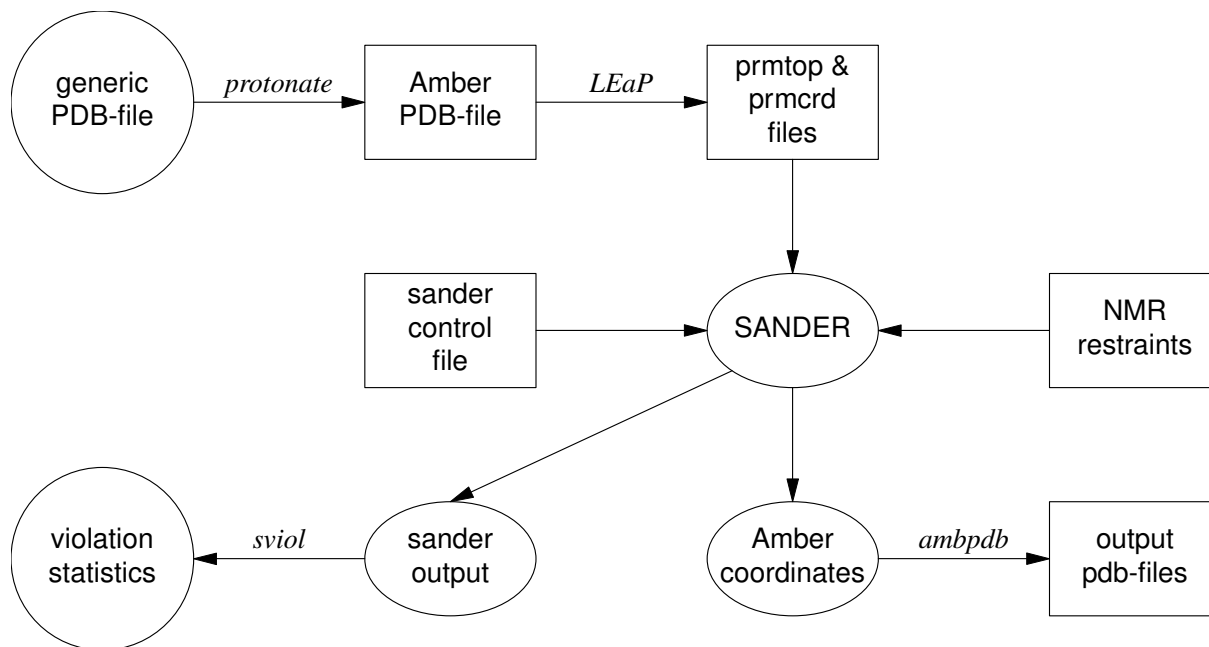 generic
PDB-file
protonate
Amber
PDB-file
LEaP
prmtop &
prmcrd
files
sander
control
file
SANDER
NMR
restraints
violation
statistics
sviol
sander
output
Amber
coordinates
ambpdb
output
pdb-files